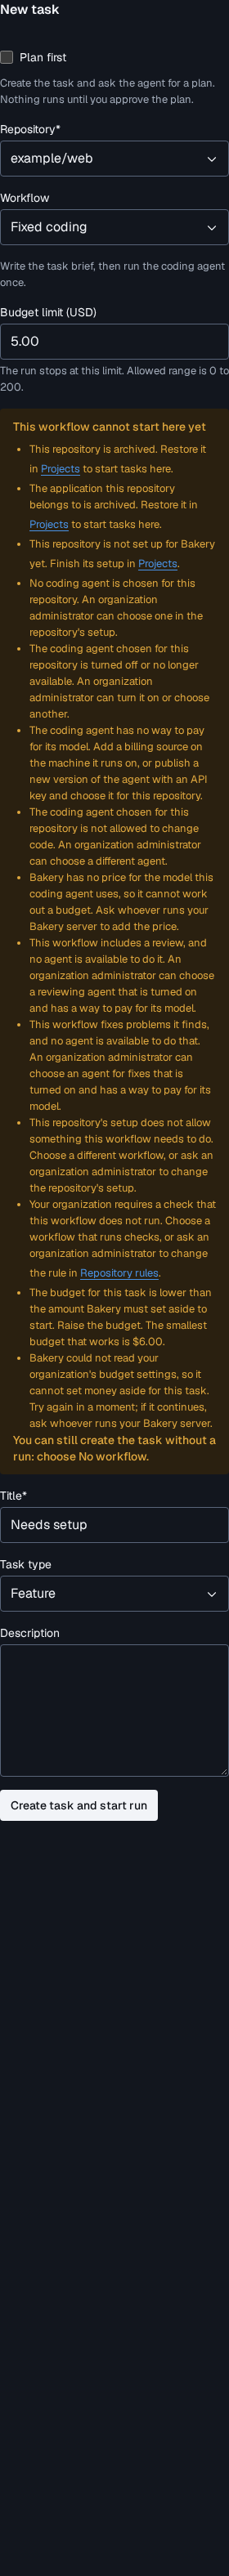 New task
Plan first
Create the task and ask the agent for a plan.
Nothing runs until you approve the plan.
Repository*
example/web
Workflow
Fixed coding
Write the task brief, then run the coding agent
once.
Budget limit (USD)
5.00
The run stops at this limit. Allowed range is 0 to
200.
This workflow cannot start here yet
• This repository is archived. Restore it
in Projects to start tasks here.
• The application this repository
belongs to is archived. Restore it in
Projects to start tasks here.
• This repository is not set up for Bakery
yet. Finish its setup in Projects.
• No coding agent is chosen for this
repository. An organization
administrator can choose one in the
repository's setup.
• The coding agent chosen for this
repository is turned off or no longer
available. An organization
administrator can turn it on or choose
another.
• The coding agent has no way to pay
for its model. Add a billing source on
the machine it runs on, or publish a
new version of the agent with an API
key and choose it for this repository.
• The coding agent chosen for this
repository is not allowed to change
code. An organization administrator
can choose a different agent.
• Bakery has no price for the model this
coding agent uses, so it cannot work
out a budget. Ask whoever runs your
Bakery server to add the price.
• This workflow includes a review, and
no agent is available to do it. An
organization administrator can choose
a reviewing agent that is turned on
and has a way to pay for its model.
• This workflow fixes problems it finds,
and no agent is available to do that.
An organization administrator can
choose an agent for fixes that is
turned on and has a way to pay for its
model.
• This repository's setup does not allow
something this workflow needs to do.
Choose a different workflow, or ask an
organization administrator to change
the repository's setup.
• Your organization requires a check that
this workflow does not run. Choose a
workflow that runs checks, or ask an
organization administrator to change
the rule in Repository rules.
• The budget for this task is lower than
the amount Bakery must set aside to
start. Raise the budget. The smallest
budget that works is $6.00.
• Bakery could not read your
organization's budget settings, so it
cannot set money aside for this task.
Try again in a moment; if it continues,
ask whoever runs your Bakery server.
You can still create the task without a
run: choose No workflow.
Title*
Needs setup
Task type
Feature
Description
Create task and start run